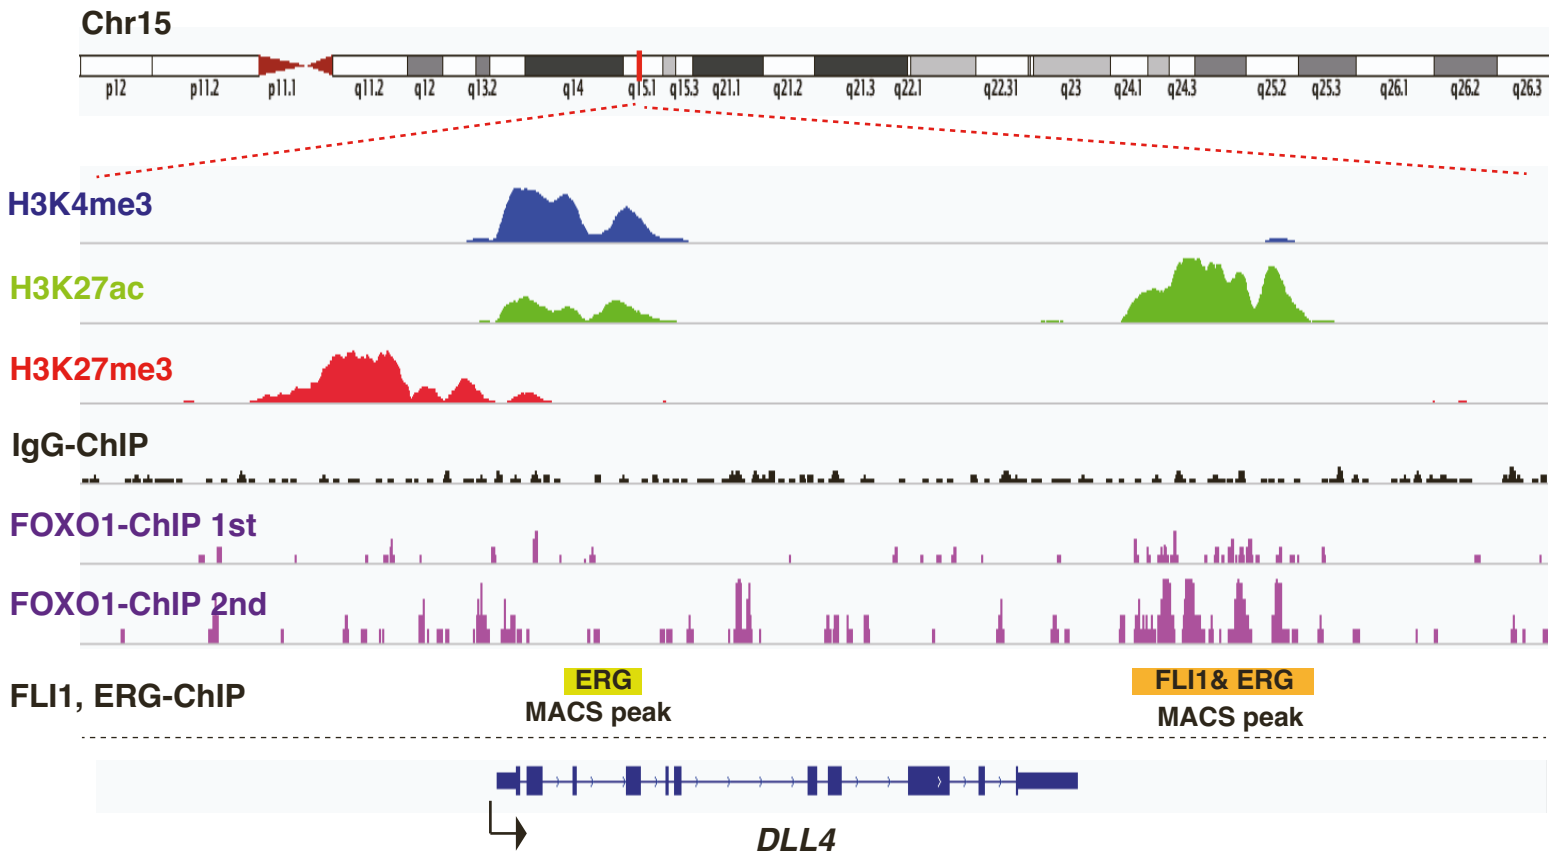 Chr15
p12 p11.2 p11.1 q11.2 q12 q13.2 q14 q15.1 q15.3 q21.1 q21.2 q21.3 q22.1 q22.31 q23 q24.1 q24.3 q25.2 q25.3 q26.1 q26.2 q26.3
H3K4me3
H3K27ac
H3K27me3
IgG-ChIP
FOXO1-ChIP 1st
FOXO1-ChIP 2nd
FLI1, ERG-ChIP
ERG
MACS peak
FLI1& ERG
MACS peak
DLL4